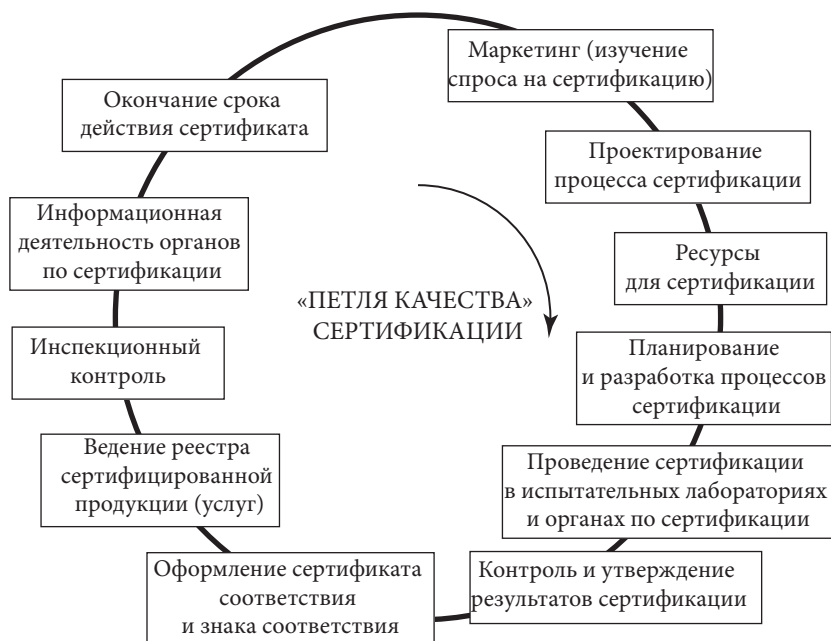 Маркетинг (изучение
спроса на сертификацию)
Проектирование
процесса сертификации
Ресурсы
для сертификации
Планирование
и разработка процессов
сертификации
Проведение сертификации
в испытательных лабораториях
и органах по сертификации
Контроль и утверждение
результатов сертификации
Оформление сертификата
соответствия
и знака соответствия
Ведение реестра
сертифицированной
продукции (услуг)
Инспекционный
контроль
Информационная
деятельность органов
по сертификации
Окончание срока
действия сертификата
«ПЕТЛЯ КАЧЕСТВА»
СЕРТИФИКАЦИИ